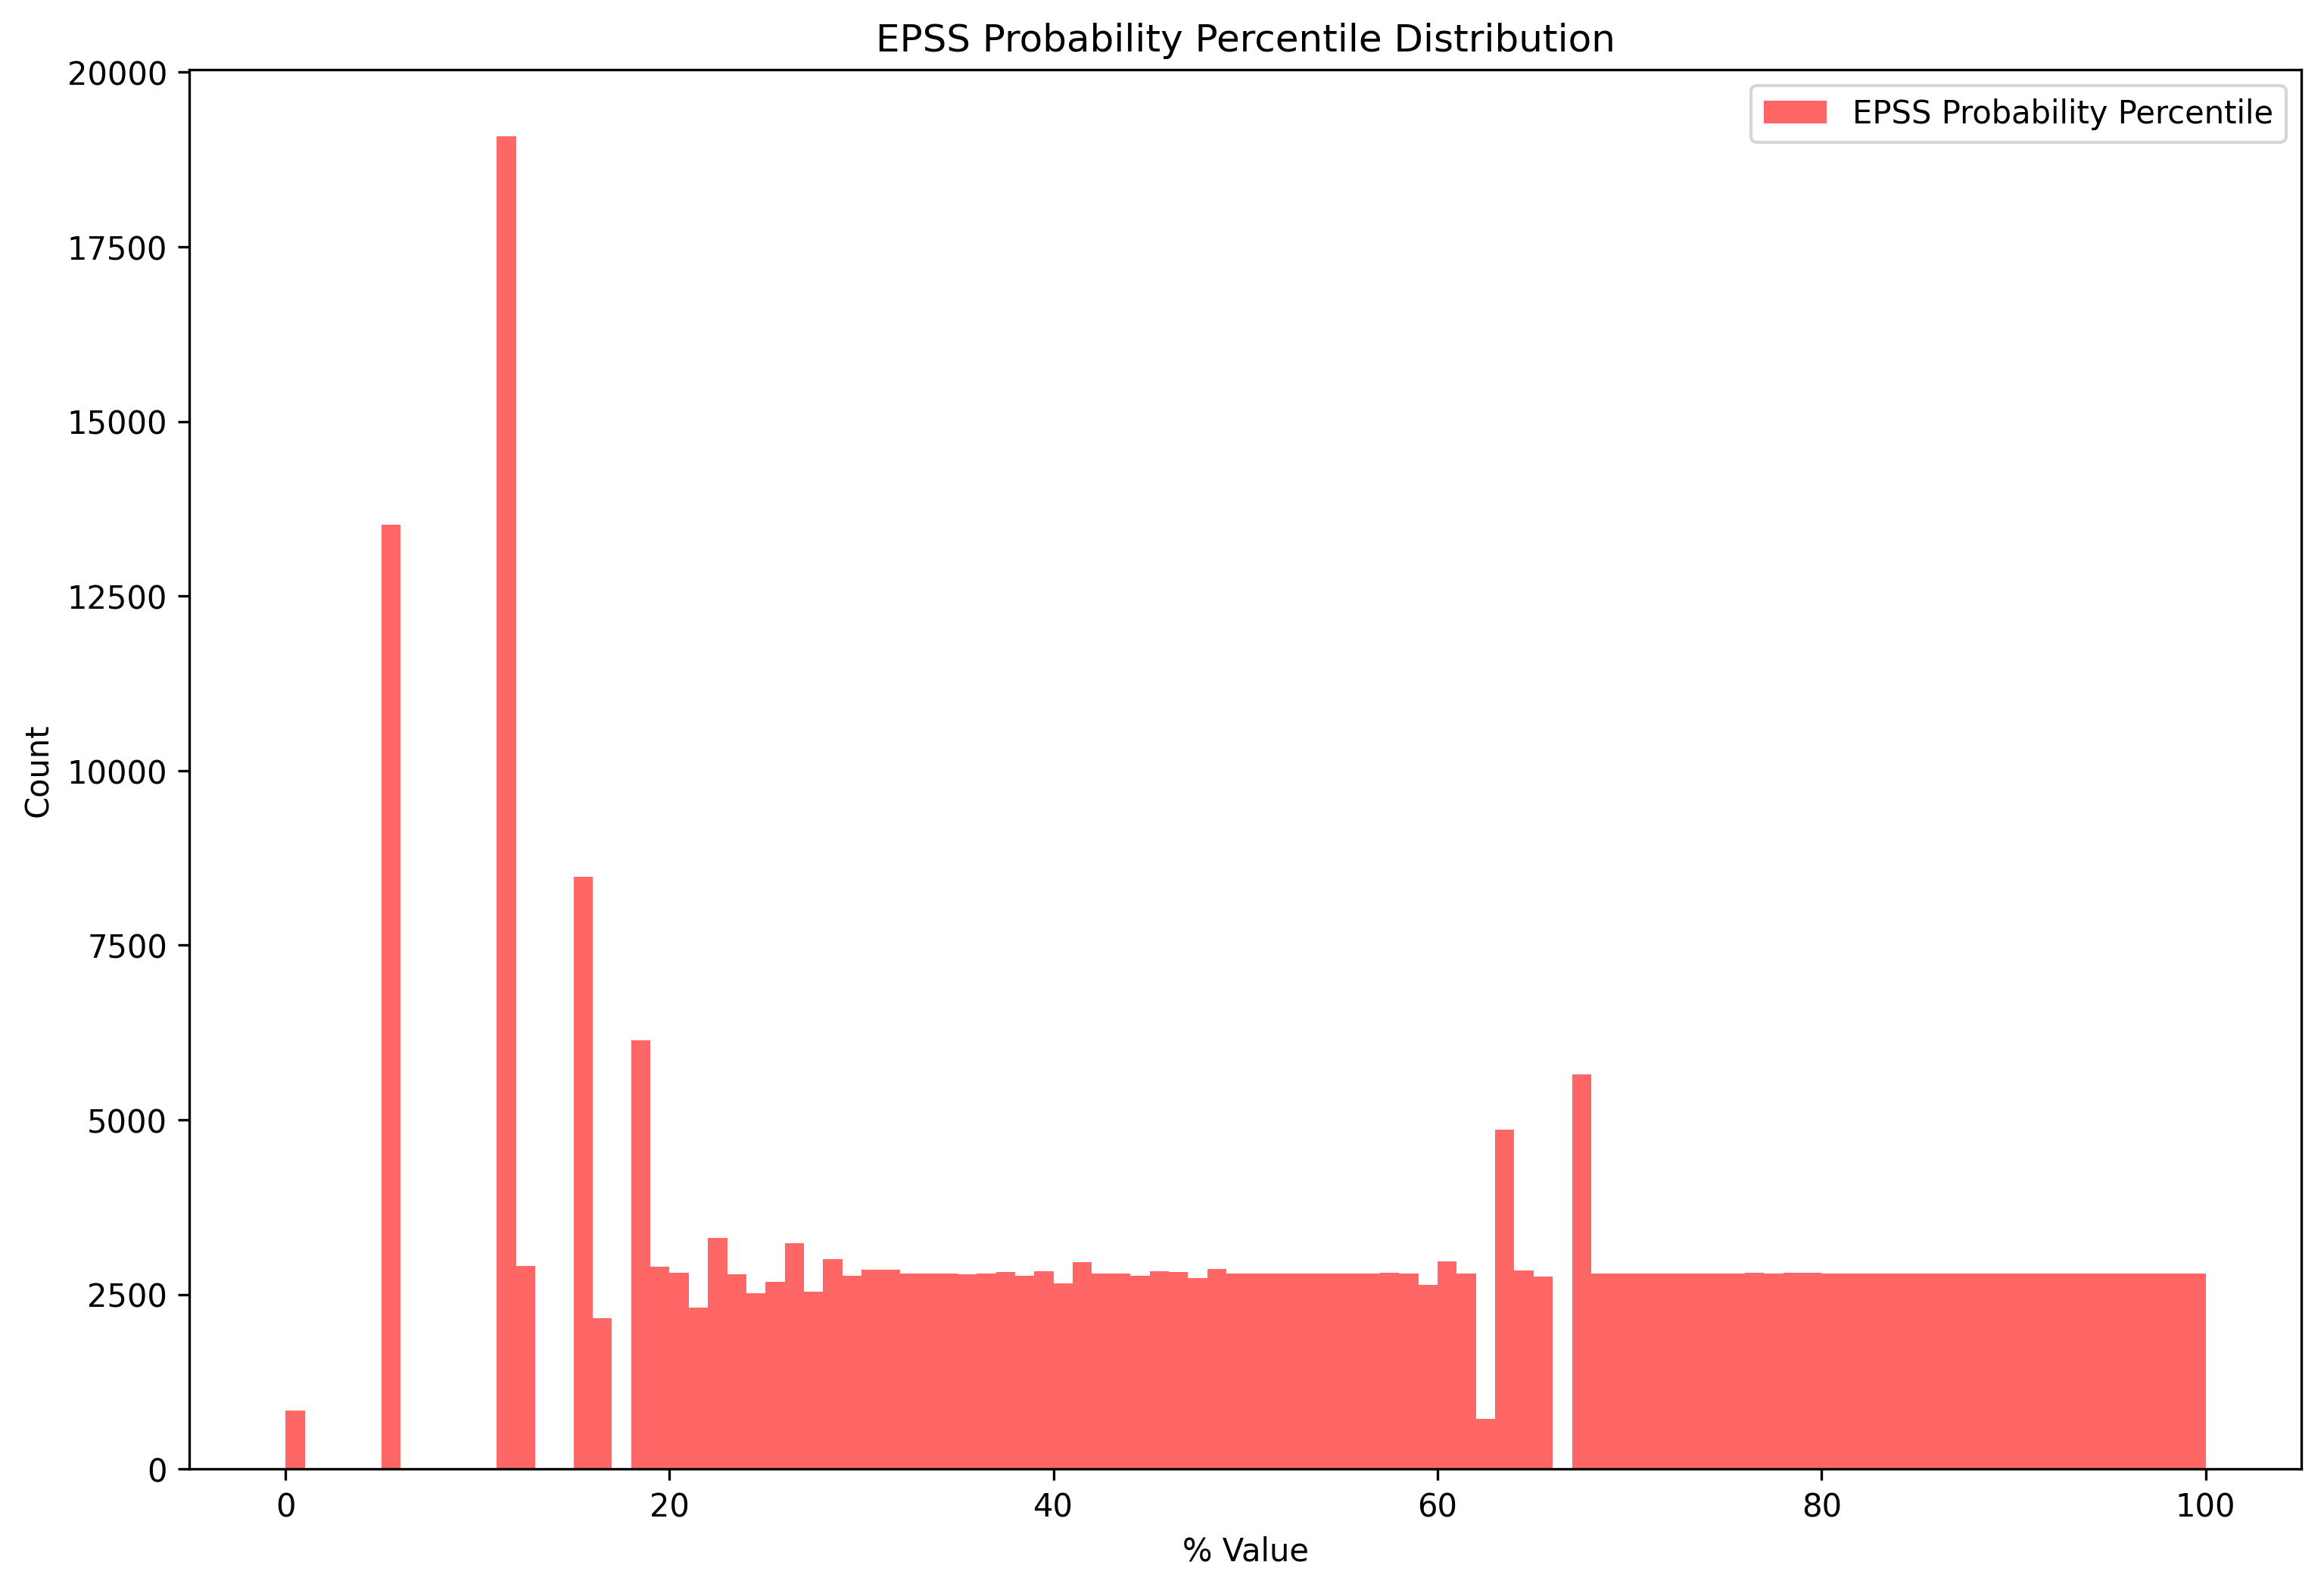 EPSS Probability Percentile Distribution
EPSS Probability Percentile
20000
17500
15000
12500
10000
7500
5000
2500
0
Count
0 20 40 60 80 100
% Value